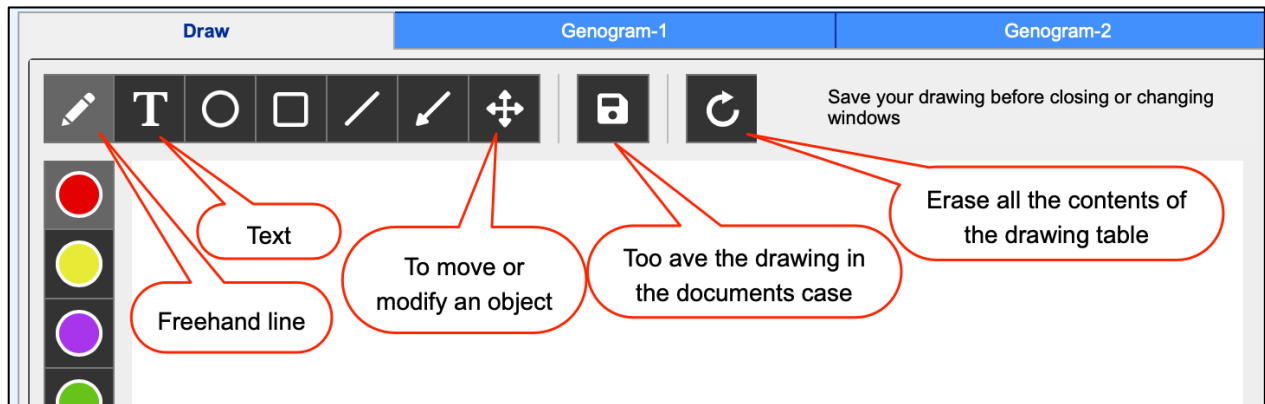 Draw
Genogram-1
Genogram-2
T
Save your drawing before closing or changing
windows
Erase all the contents of
the drawing table
Text
To move or
modify an object
Too ave the drawing in
the documents case
Freehand line